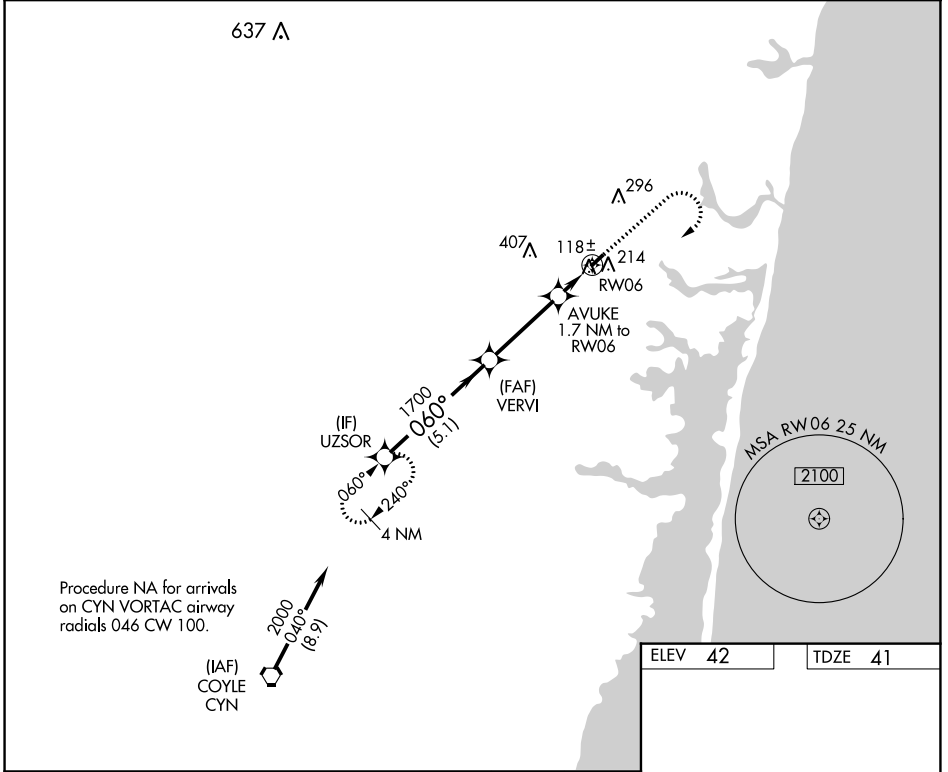 637
296
407
118±
214
RW06
AVUKE
1.7 NM to
RW06
(FAF)
VERVI
1700
060°
(5.1)
(IF)
UZSOR
060°
240°
4 NM
MSA RW06 25 NM
2100
Procedure NA for arrivals
on CYN VORTAC airway
radials 046 CW 100.
2000
040°
(8.9)
(IAF)
COYLE
CYN
ELEV 42
TDZE 41